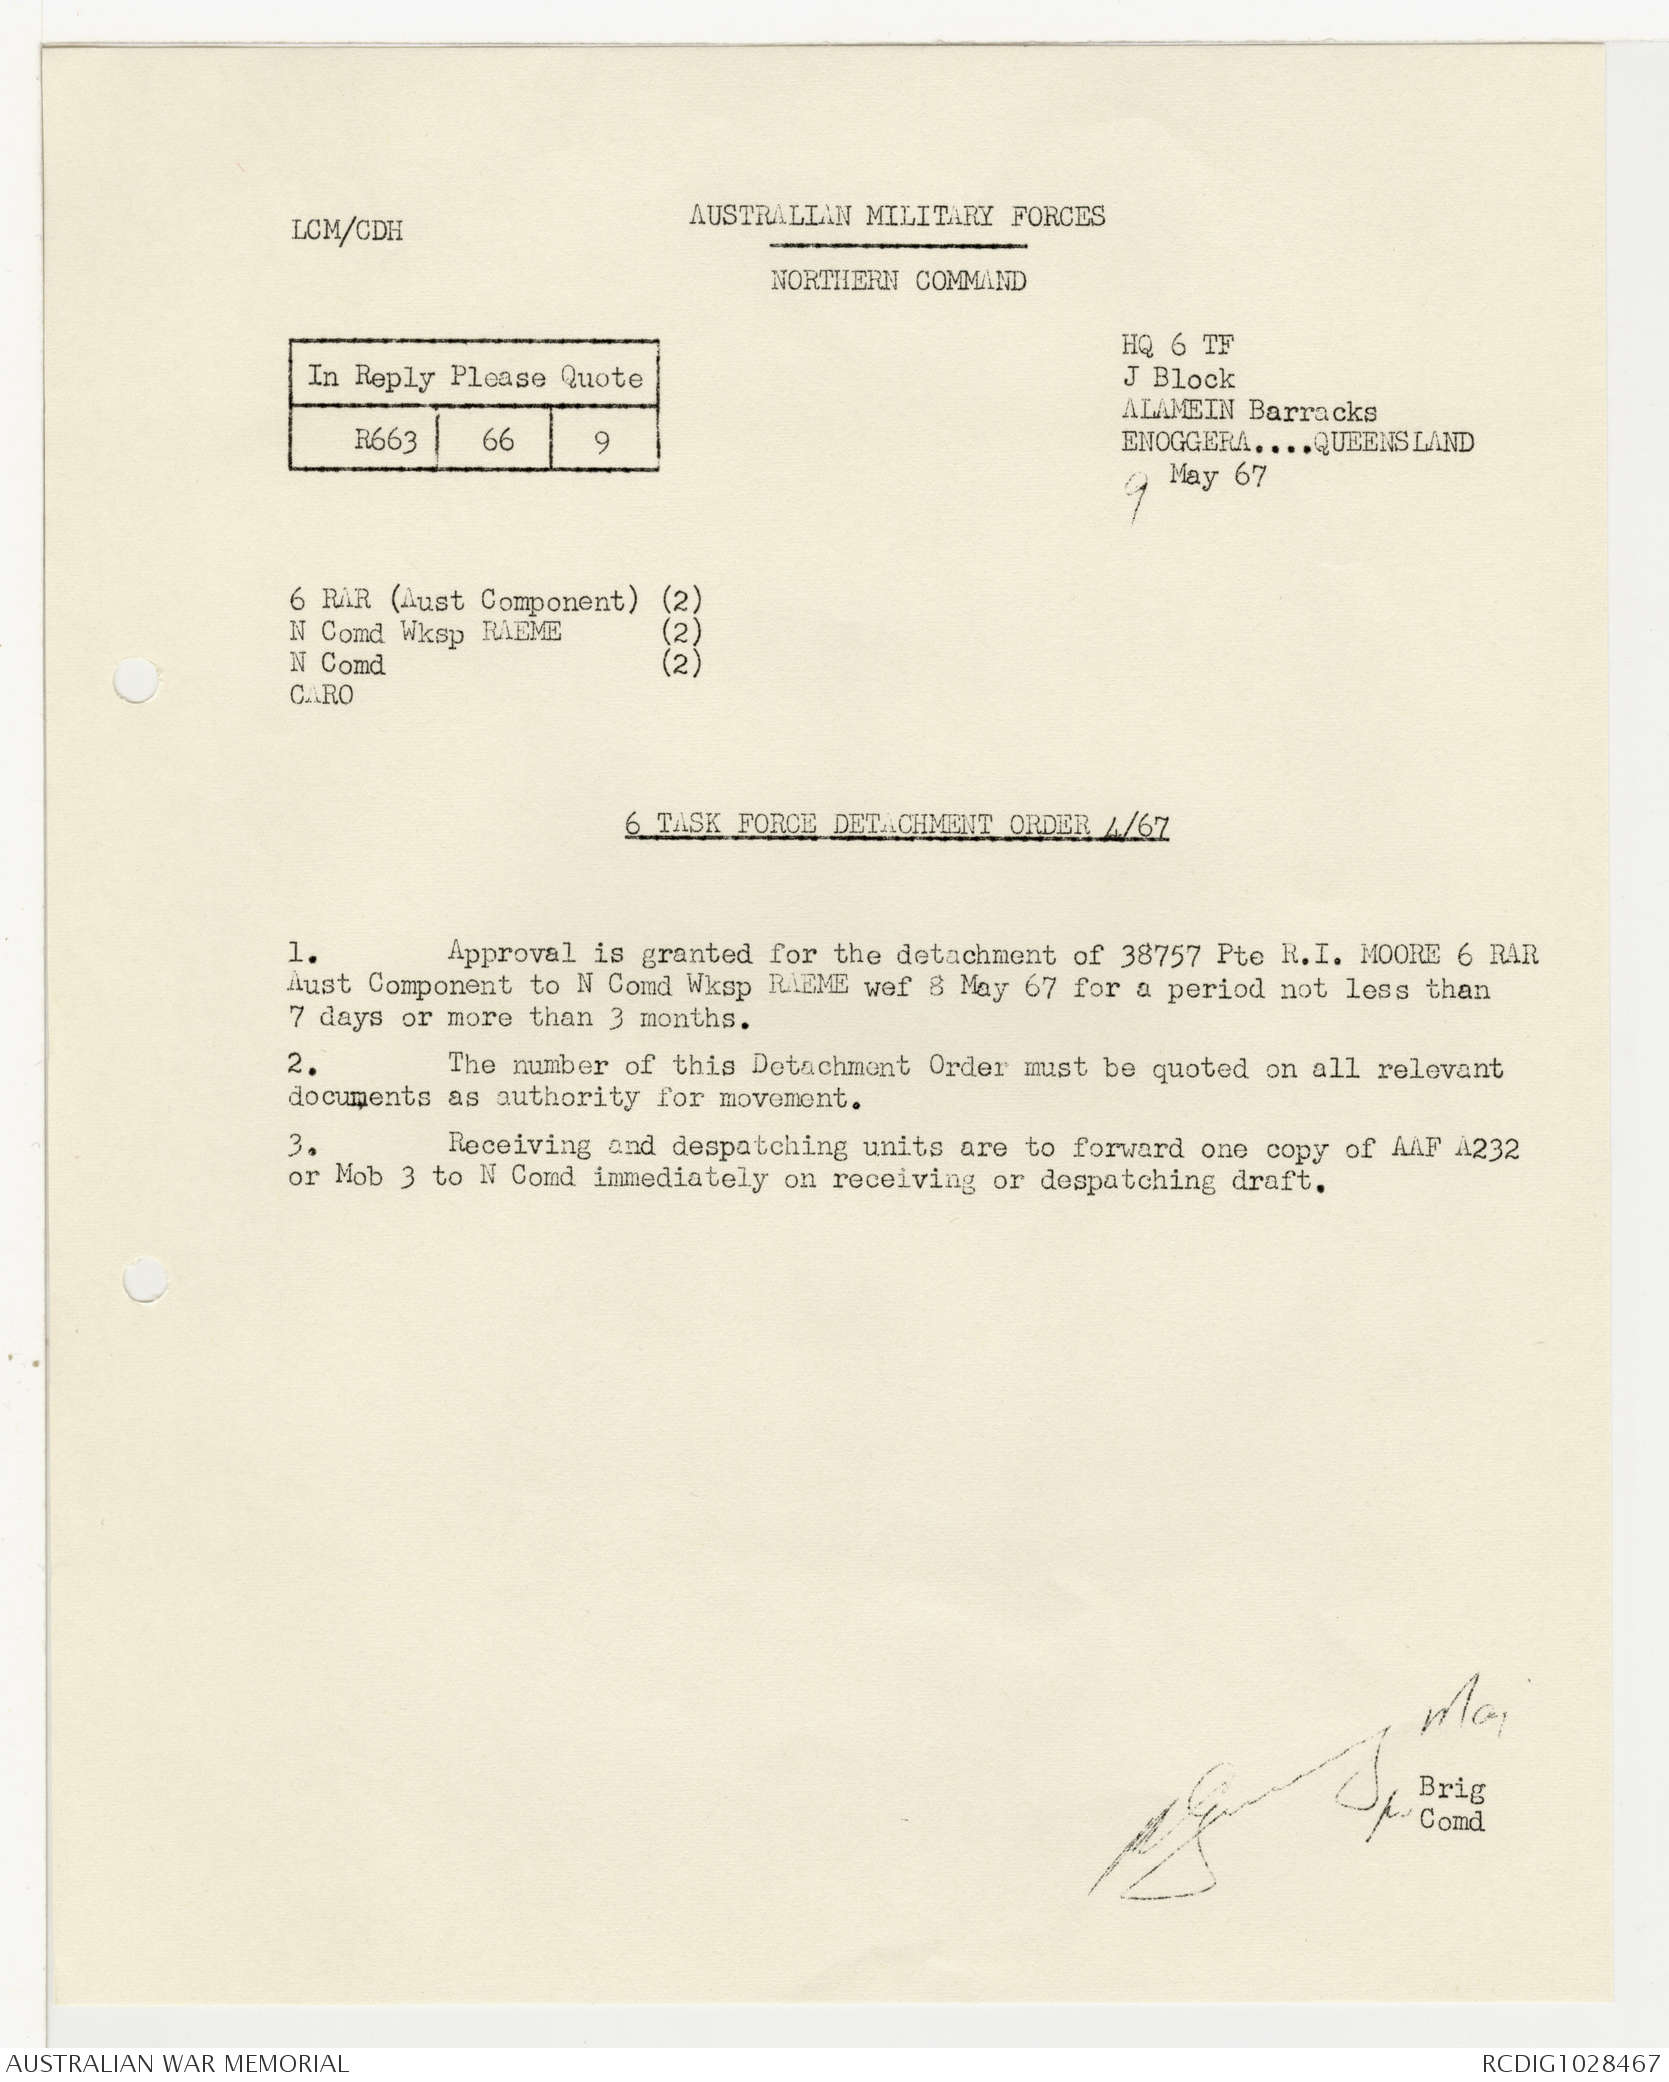 LCM/CDH
AUSTRALIAN MILITARY FORCES
NORTHERN COMMAND
In Reply Please Quote
R663 66 9
HQ 6 TF
J Block
ALAMEIN Barracks
ENOGGERA....QUEENSLAND
9 May 67
6 RAR (Aust Component) (2)
N Comd Wksp RAEME (2)
N Comd (2)
CARO
6 TASK FORCE DETACHMENT ORDER 4/67
1. Approval is granted for the detachment of 38757 Pte R.I. MOORE 6 RAR
Aust Component to N Comd Wksp RAEME wef 8 May 67 for a period not less than
7 days or more than 3 months.
2. The number of this Detachment Order must be quoted on all relevant
documents as authority for movement.
3. Receiving and despatching units are to forward one copy of AAF A232
or Mob 3 to N Comd immediately on receiving or despatching draft.
Maj
Brig
Comd
AUSTRALIAN WAR MEMORIAL
RCDIG1028467